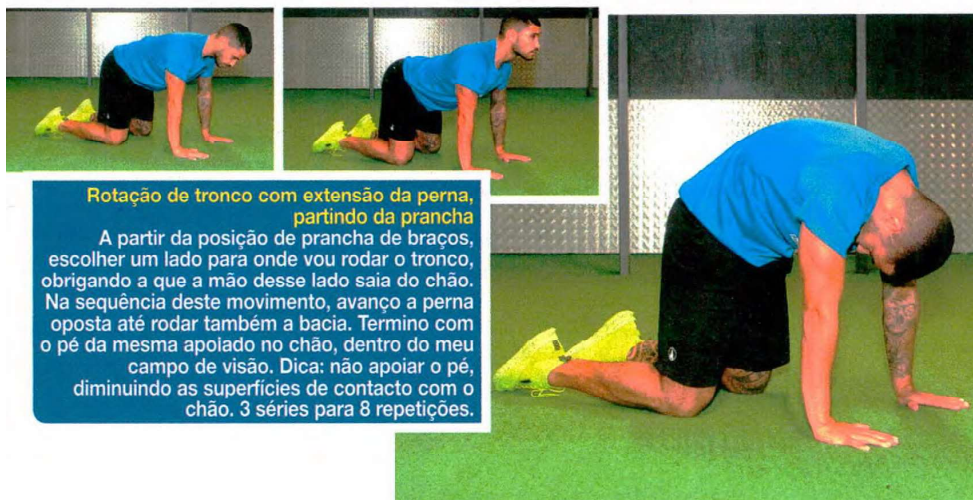 Rotação de tronco com extensão da perna,
partindo da prancha
A partir da posição de prancha de braços,
escolher um lado para onde vou rodar o tronco,
obrigando a que a mão desse lado saia do chão.
Na sequência deste movimento, avanço a perna
oposta até rodar também a bacia. Termino com
o pé da mesma apoiado no chão, dentro do meu
campo de visão. Dica: não apoiar o pé,
diminuindo as superfícies de contacto com o
chão. 3 séries para 8 repetições.